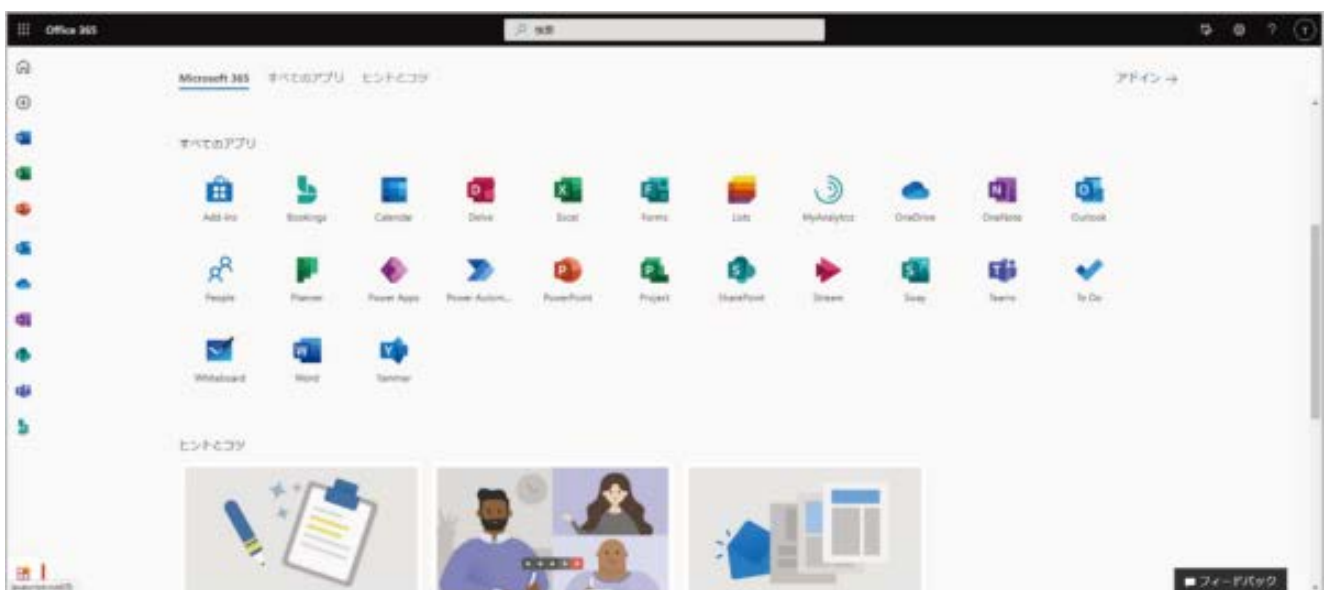 Office 365
検索
?
T
Microsoft 365 すべてのアプリ ヒントとコツ
アドイン →
すべてのアプリ
Add-ins Bookings Calendar Delve Excel Forms Lists MyAnalytics OneDrive OneNote Outlook
People Planner Power Apps Power Autom... PowerPoint Project SharePoint Stream Sway Teams To Do
Whiteboard Word Yammer
ヒントとコツ
フィードバック